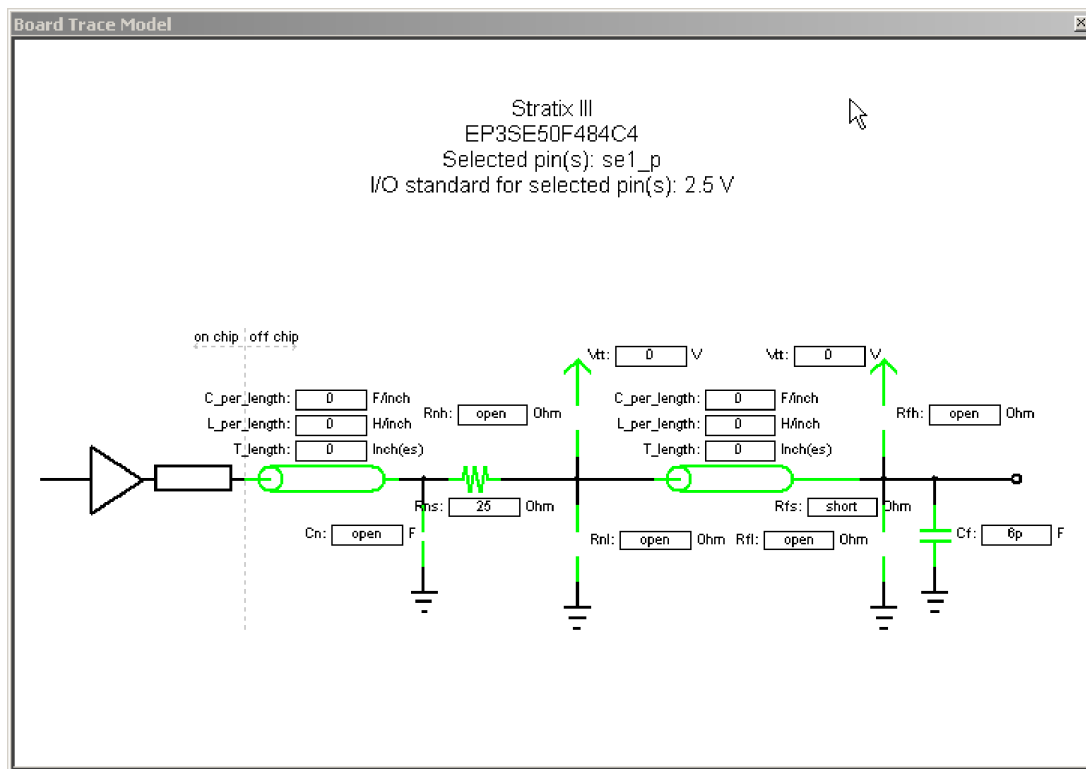 Board Trace Model
Stratix III
EP3SE50F484C4
Selected pin(s): se1_p
I/O standard for selected pin(s): 2.5 V
on chip off chip
Vtt: 0 V
Vtt: 0 V
C_per_length: 0 F/inch
L_per_length: 0 H/inch
T_length: 0 Inch(es)
Rnh: open Ohm
C_per_length: 0 F/inch
L_per_length: 0 H/inch
T_length: 0 Inch(es)
Rfh: open Ohm
Rns: 25 Ohm
Rfs: short Ohm
Cn: open F
Rnl: open Ohm
Rfl: open Ohm
Cf: 6p F